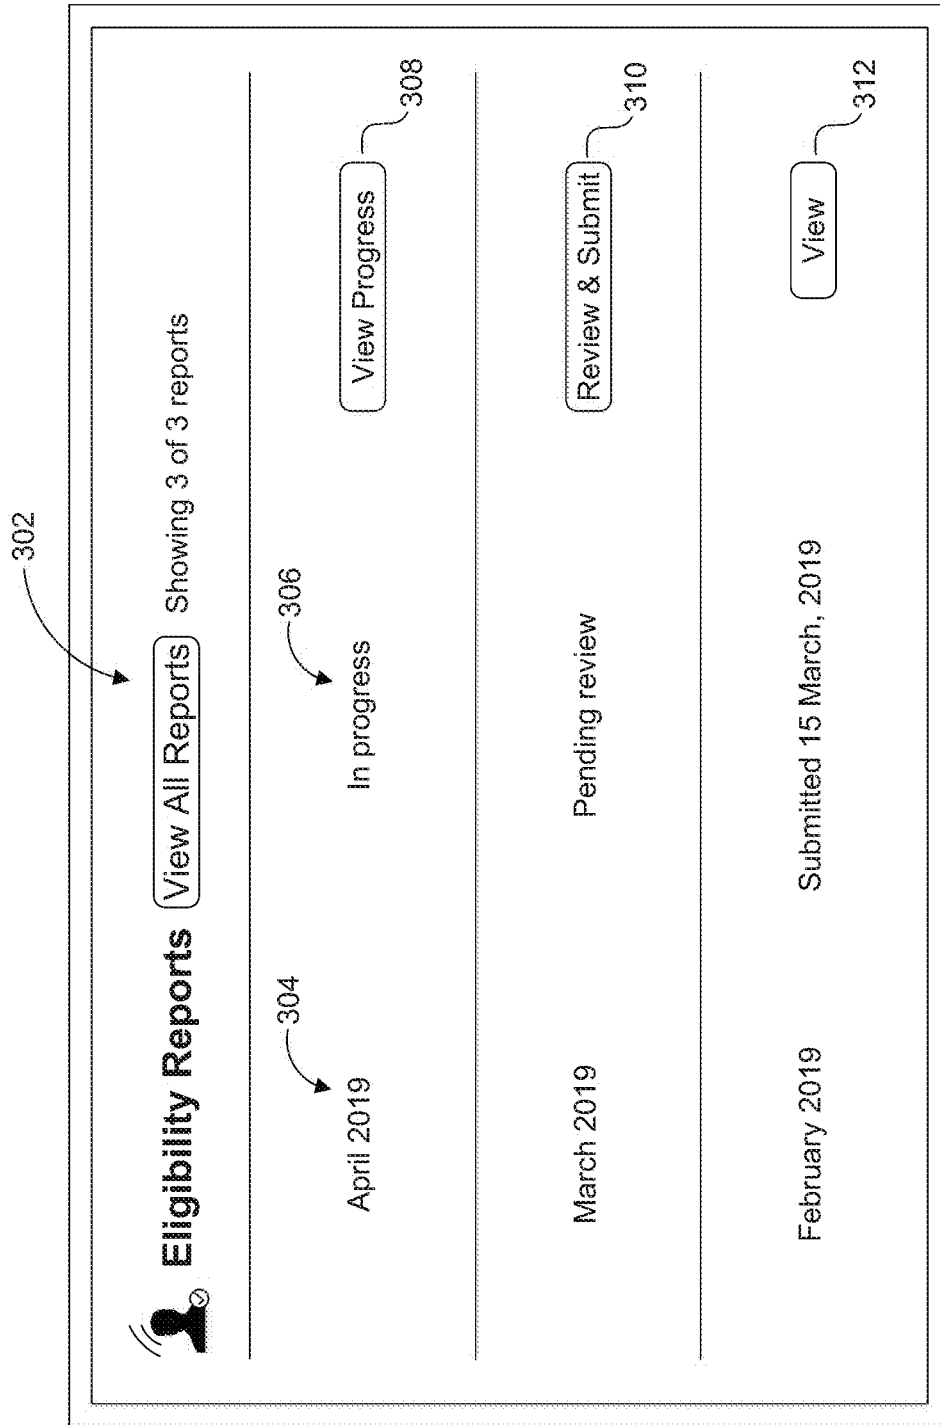 302
Eligibility Reports View All Reports Showing 3 of 3 reports
304
306
April 2019 In progress View Progress
308
March 2019 Pending review Review & Submit
310
February 2019 Submitted 15 March, 2019 View
312